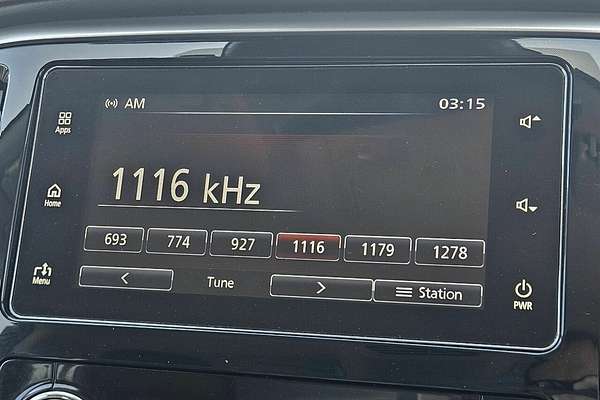 AM 03:15
Apps
1116 kHz
Home
693 774 927 1116 1179 1278
Menu
< Tune > Station
PWR